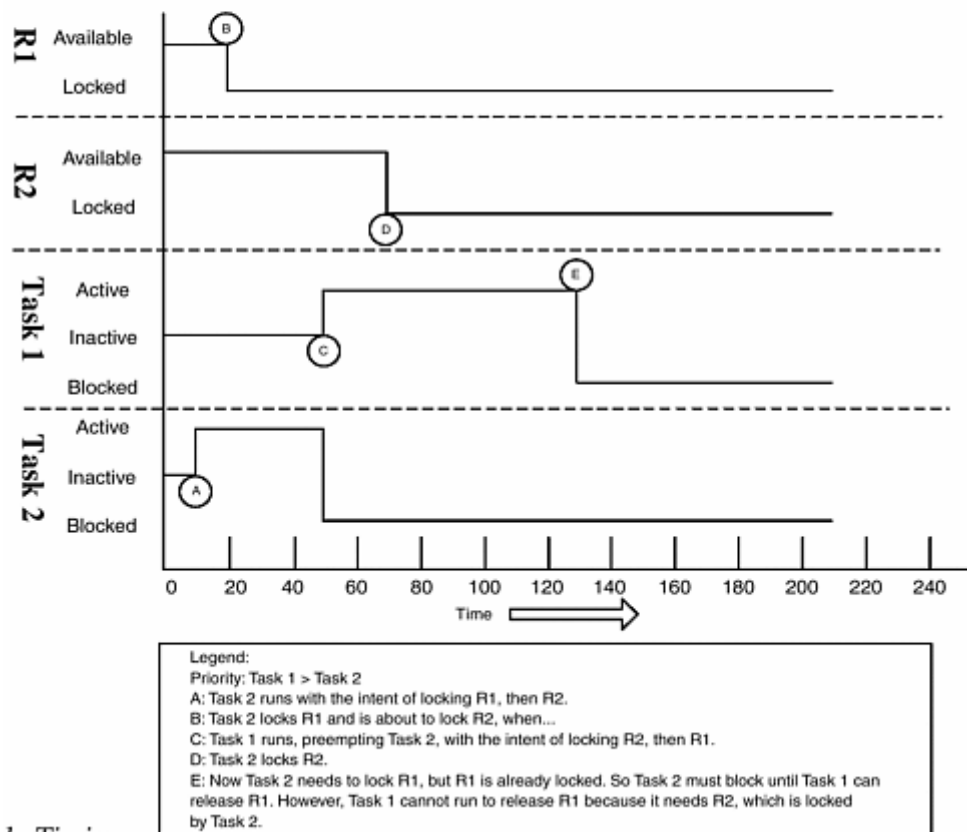 R1
Available
B
Locked
R2
Available
Locked
D
Task 1
Active
E
Inactive
C
Blocked
Task 2
Active
Inactive
A
Blocked
0 20 40 60 80 100 120 140 160 180 200 220 240
Time
Legend:
Priority: Task 1 > Task 2
A: Task 2 runs with the intent of locking R1, then R2.
B: Task 2 locks R1 and is about to lock R2, when...
C: Task 1 runs, preempting Task 2, with the intent of locking R2, then R1.
D: Task 2 locks R2.
E: Now Task 2 needs to lock R1, but R1 is already locked. So Task 2 must block until Task 1 can
release R1. However, Task 1 cannot run to release R1 because it needs R2, which is locked
by Task 2.